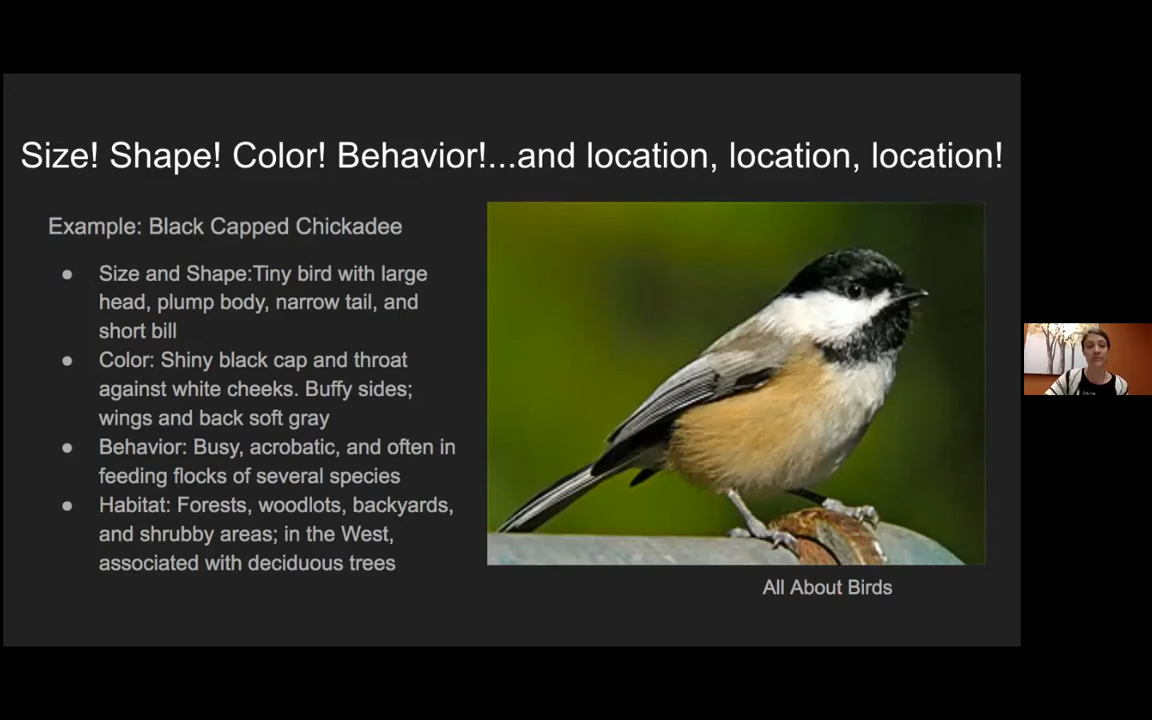 Size! Shape! Color! Behavior!...and location, location, location!
Example: Black Capped Chickadee
● Size and Shape:Tiny bird with large
head, plump body, narrow tail, and
short bill
● Color: Shiny black cap and throat
against white cheeks. Buffy sides;
wings and back soft gray
● Behavior: Busy, acrobatic, and often in
feeding flocks of several species
● Habitat: Forests, woodlots, backyards,
and shrubby areas; in the West,
associated with deciduous trees
All About Birds